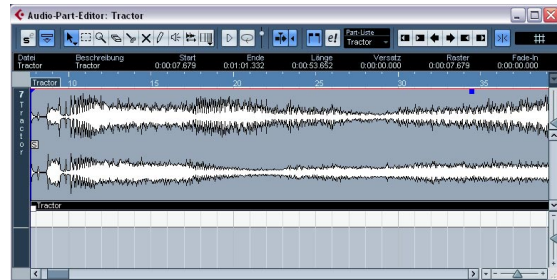 Audio-Part-Editor: Tractor
Part-Liste
Tractor
Datei Beschreibung Start Ende Länge Versatz Raster Fade-In
Tractor Tractor 0:00:07.679 0:01:01.332 0:00:53.652 0:00:00.000 0:00:07.679 0:00:00.000
Tractor 10 15 20 25 30 35
7
Tractor
S
Tractor